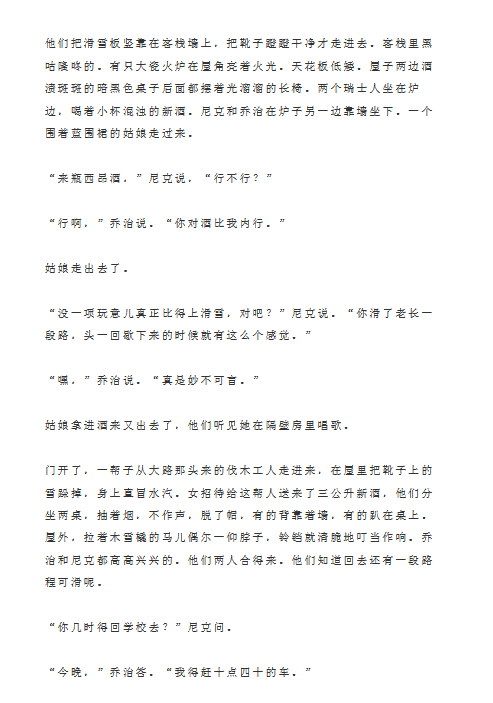 他们把滑雪板竖靠在客栈墙上，把靴子蹬蹬干净才走进去。客栈里黑
咕隆咚的。有只大瓷火炉在屋角亮着火光。天花板低矮。屋子两边酒
渍斑斑的暗黑色桌子后面都摆着光溜溜的长椅。两个瑞士人坐在炉
边，喝着小杯混浊的新酒。尼克和乔治在炉子另一边靠墙坐下。一个
围着蓝围裙的姑娘走过来。
“来瓶西昂酒，”尼克说，“行不行？”
“行啊，”乔治说。“你对酒比我内行。”
姑娘走出去了。
“没一项玩意儿真正比得上滑雪，对吧？”尼克说。“你滑了老长一
段路，头一回歇下来的时候就有这么个感觉。”
“嘿，”乔治说。“真是妙不可言。”
姑娘拿进酒来又出去了，他们听见她在隔壁房里唱歌。
门开了，一帮子从大路那头来的伐木工人走进来，在屋里把靴子上的
雪跺掉，身上直冒水汽。女招待给这帮人送来了三公升新酒，他们分
坐两桌，抽着烟，不作声，脱了帽，有的背靠着墙，有的趴在桌上。
屋外，拉着木雪橇的马儿偶尔一仰脖子，铃铛就清脆地叮当作响。乔
治和尼克都高高兴兴的。他们两人合得来。他们知道回去还有一段路
程可滑呢。
“你几时得回学校去？”尼克问。
“今晚，”乔治答。“我得赶十点四十的车。”